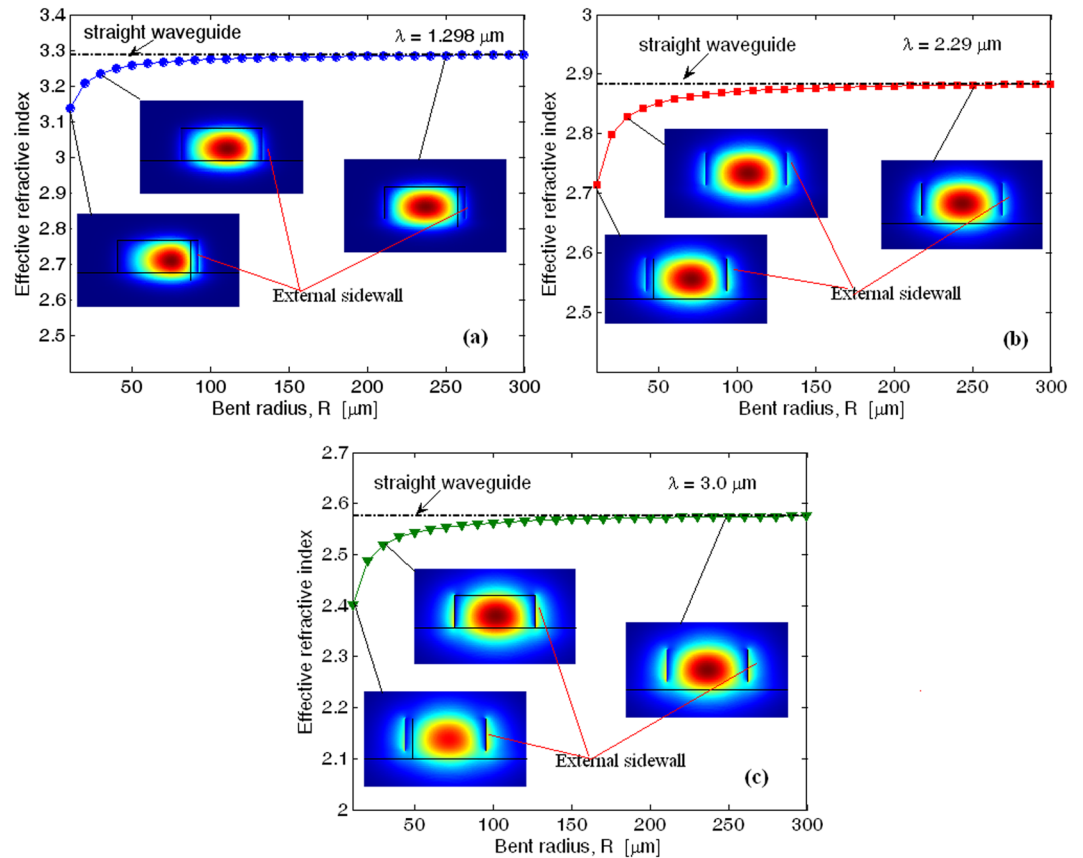 3.4
3.3
3.2
3.1
3
2.9
2.8
2.7
2.6
2.5
50
100
150
200
250
300
Effective refractive index
Bent radius, R [μm]
straight waveguide
λ = 1.298 μm
External sidewall
(a)
3
2.9
2.8
2.7
2.6
2.5
50
100
150
200
250
300
Effective refractive index
Bent radius, R [μm]
straight waveguide
λ = 2.29 μm
External sidewall
(b)
2.7
2.6
2.5
2.4
2.3
2.2
2.1
2
50
100
150
200
250
300
Effective refractive index
Bent radius, R [μm]
straight waveguide
λ = 3.0 μm
External sidewall
(c)